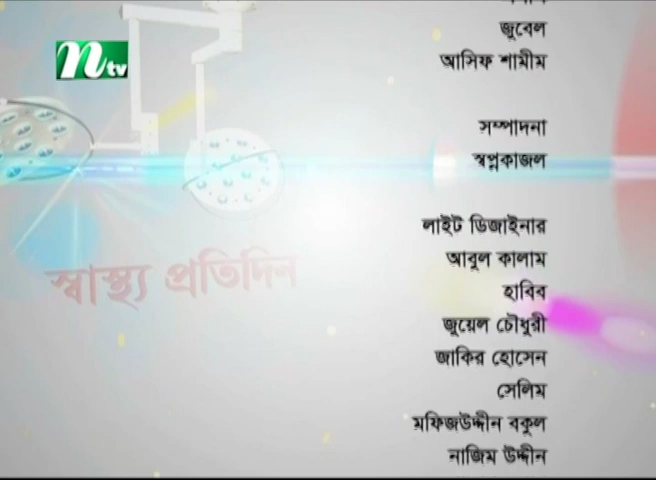 ntv
জুবেল
আসিফ শামীম
সম্পাদনা
স্বপ্নকাজল
লাইট ডিজাইনার
আবুল কালাম
হাবিব
জুয়েল চৌধুরী
জাকির হোসেন
সেলিম
মফিজউদ্দীন বকুল
নাজিম উদ্দীন
স্বাস্থ্য প্রতিদিন